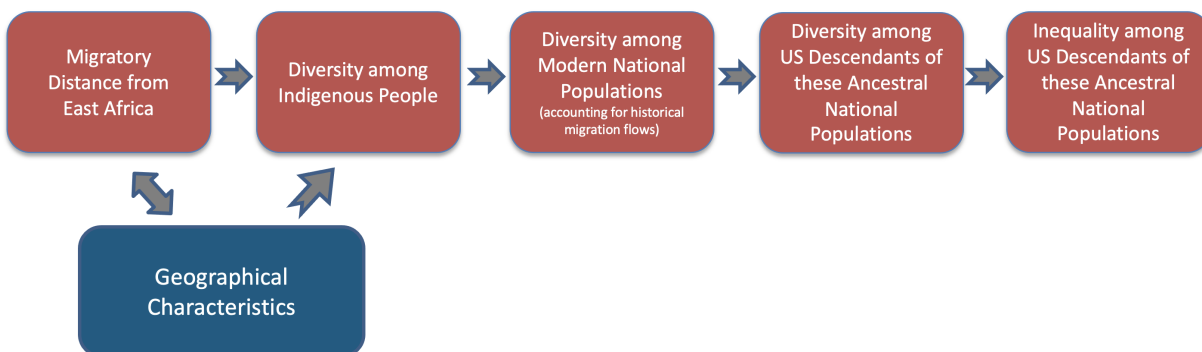 Migratory
Distance from
East Africa
Diversity among
Indigenous People
Diversity among
Modern National
Populations
(accounting for historical
migration flows)
Diversity among
US Descendants of
these Ancestral
National
Populations
Inequality among
US Descendants of
these Ancestral
National
Populations
Geographical
Characteristics